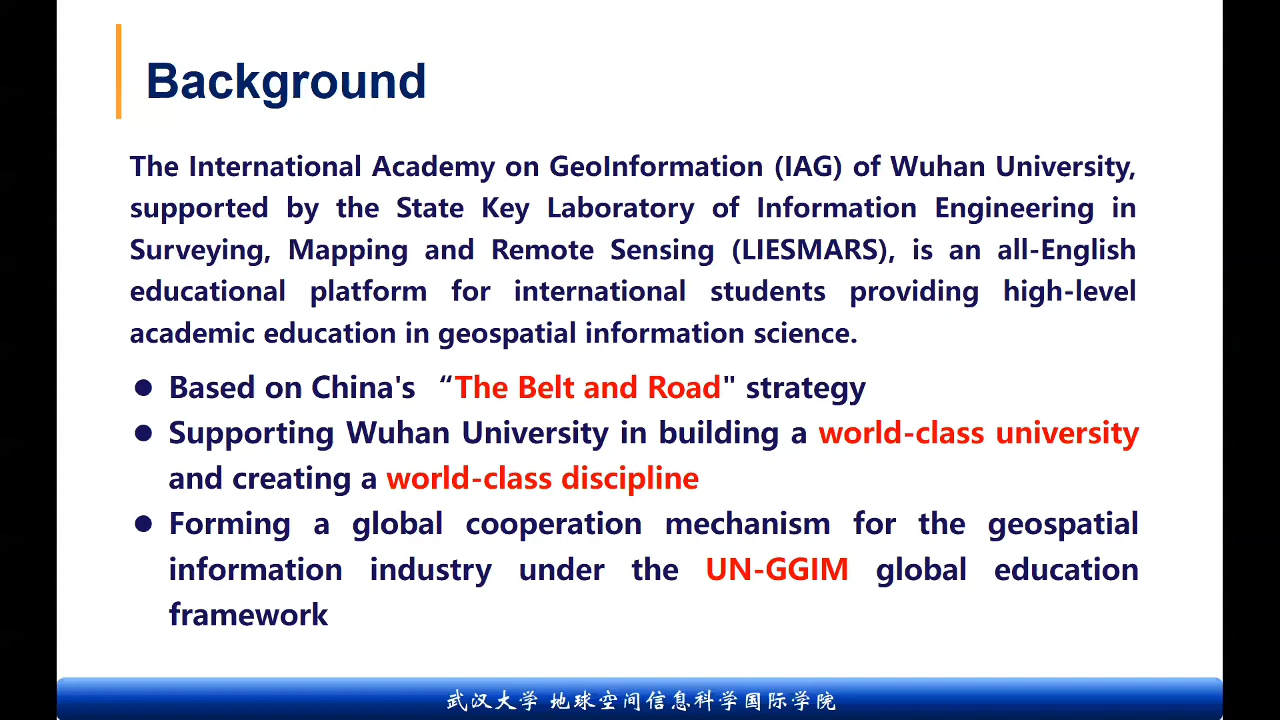 Background
The International Academy on GeoInformation (IAG) of Wuhan University,
supported by the State Key Laboratory of Information Engineering in
Surveying, Mapping and Remote Sensing (LIESMARS), is an all-English
educational platform for international students providing high-level
academic education in geospatial information science.
● Based on China's “The Belt and Road" strategy
● Supporting Wuhan University in building a world-class university
and creating a world-class discipline
● Forming a global cooperation mechanism for the geospatial
information industry under the UN-GGIM global education
framework
武汉大学 地球空间信息科学国际学院